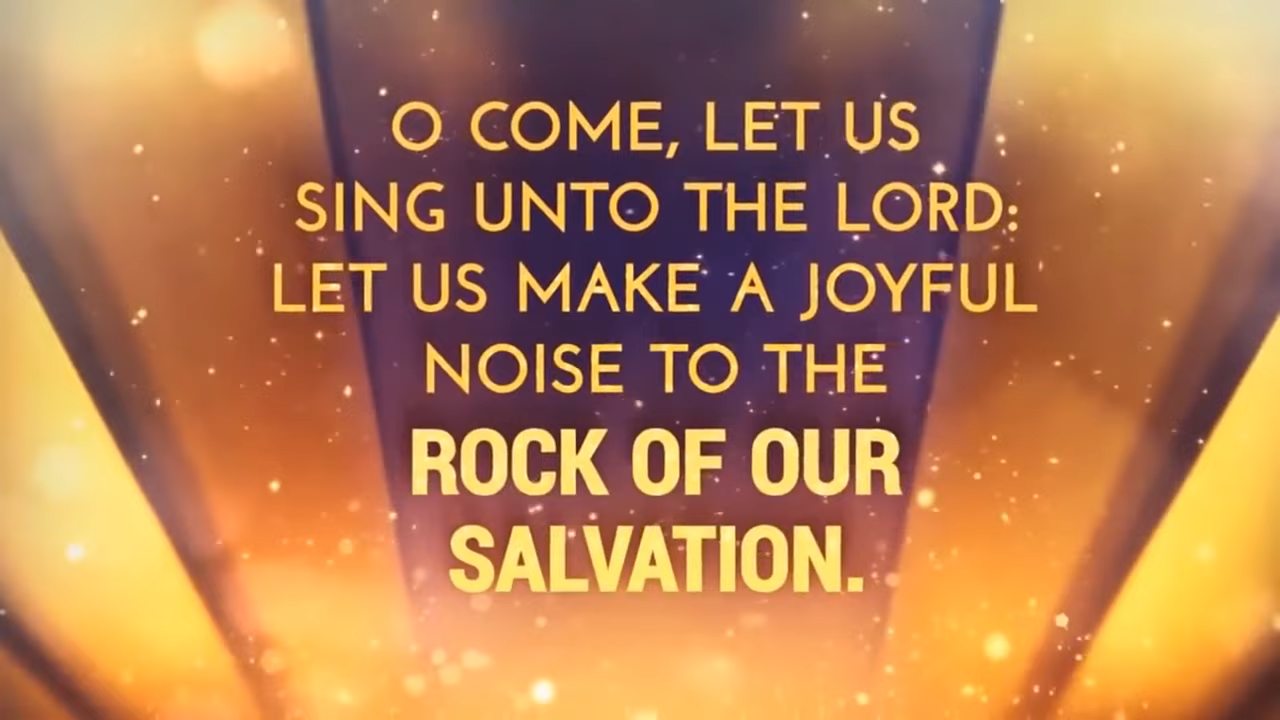 O COME, LET US
SING UNTO THE LORD:
LET US MAKE A JOYFUL
NOISE TO THE
ROCK OF OUR
SALVATION.